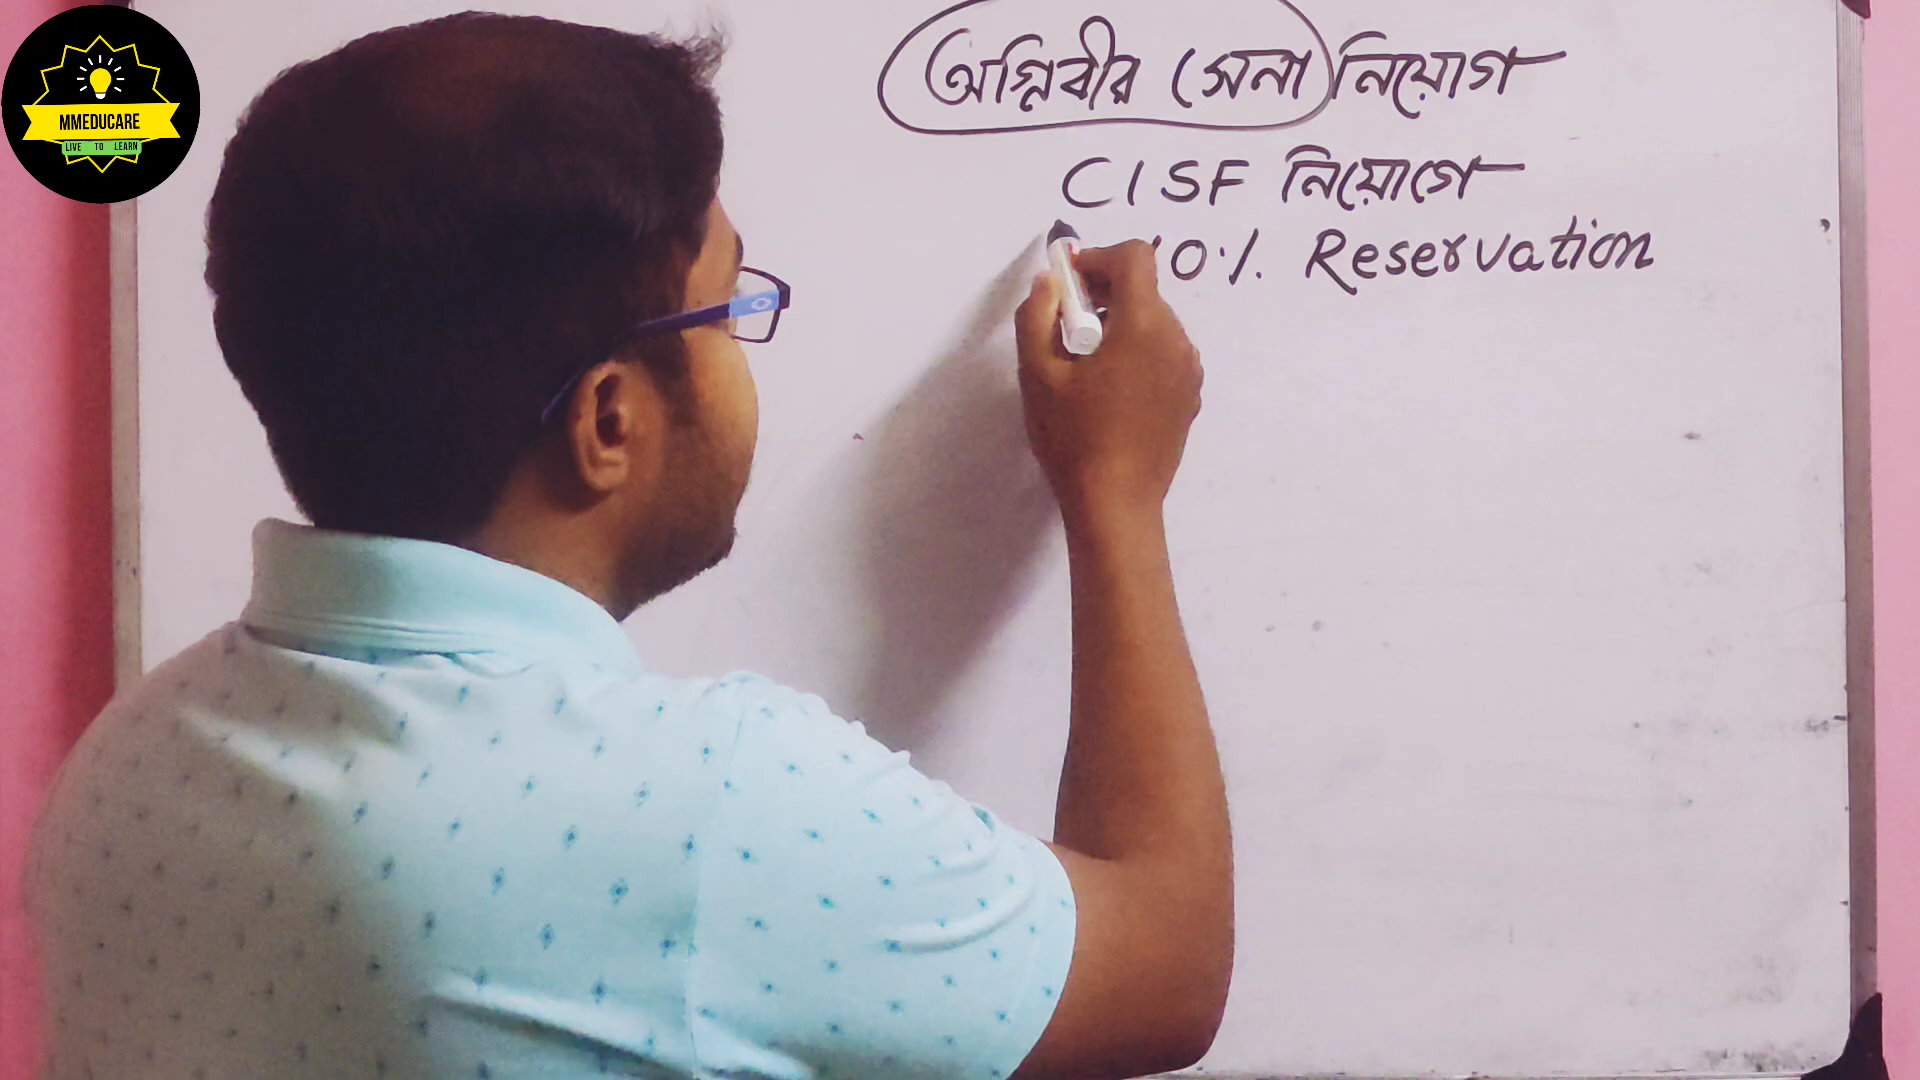 MMEDUCARE
LIVE TO LEARN
অগ্নিবীর (সেনা) নিয়োগ
CISF নিয়োগে
10%. Reservation